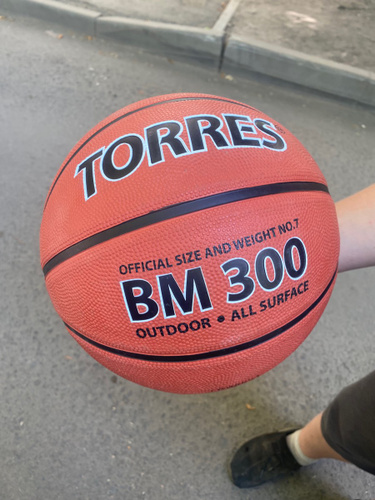 TORRES
OFFICIAL SIZE AND WEIGHT NO.7
BM 300
OUTDOOR • ALL SURFACE